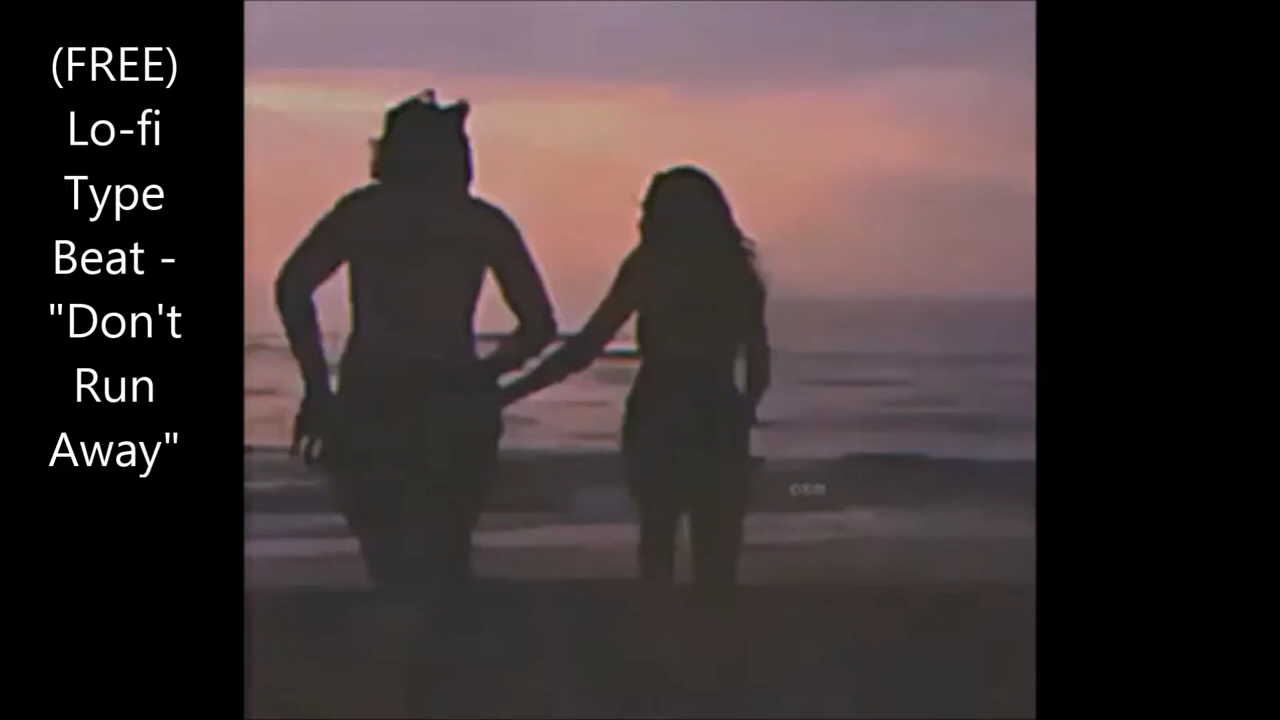 (FREE)
Lo-fi
Type
Beat -
"Don't
Run
Away"